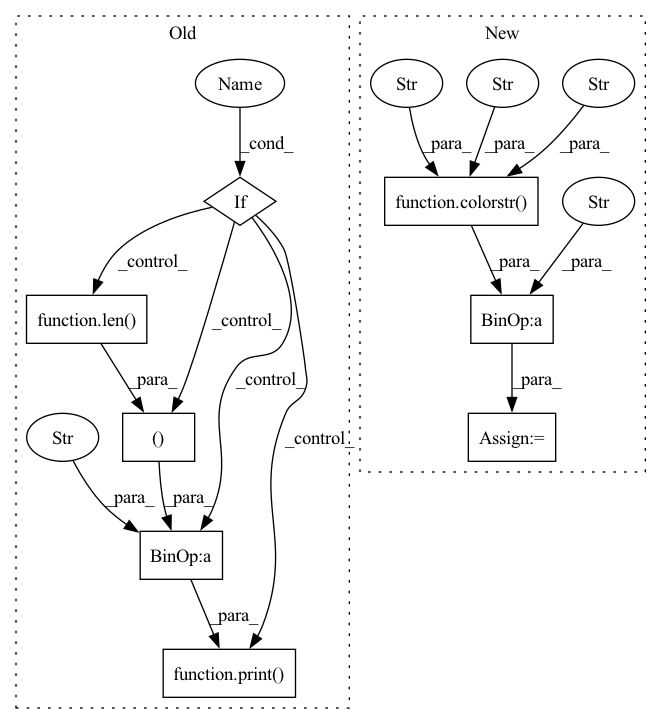 Old
New
Name
Str
Str
Str
_cond_
_para_
_para_
_para_
If
function.colorstr()
Str
_control_
_para_
_para_
function.len()
_control_
BinOp:a
_para_
_control_
_para_
Str
()
_control_
Assign:=
_para_
_para_
BinOp:a
_para_
function.print()